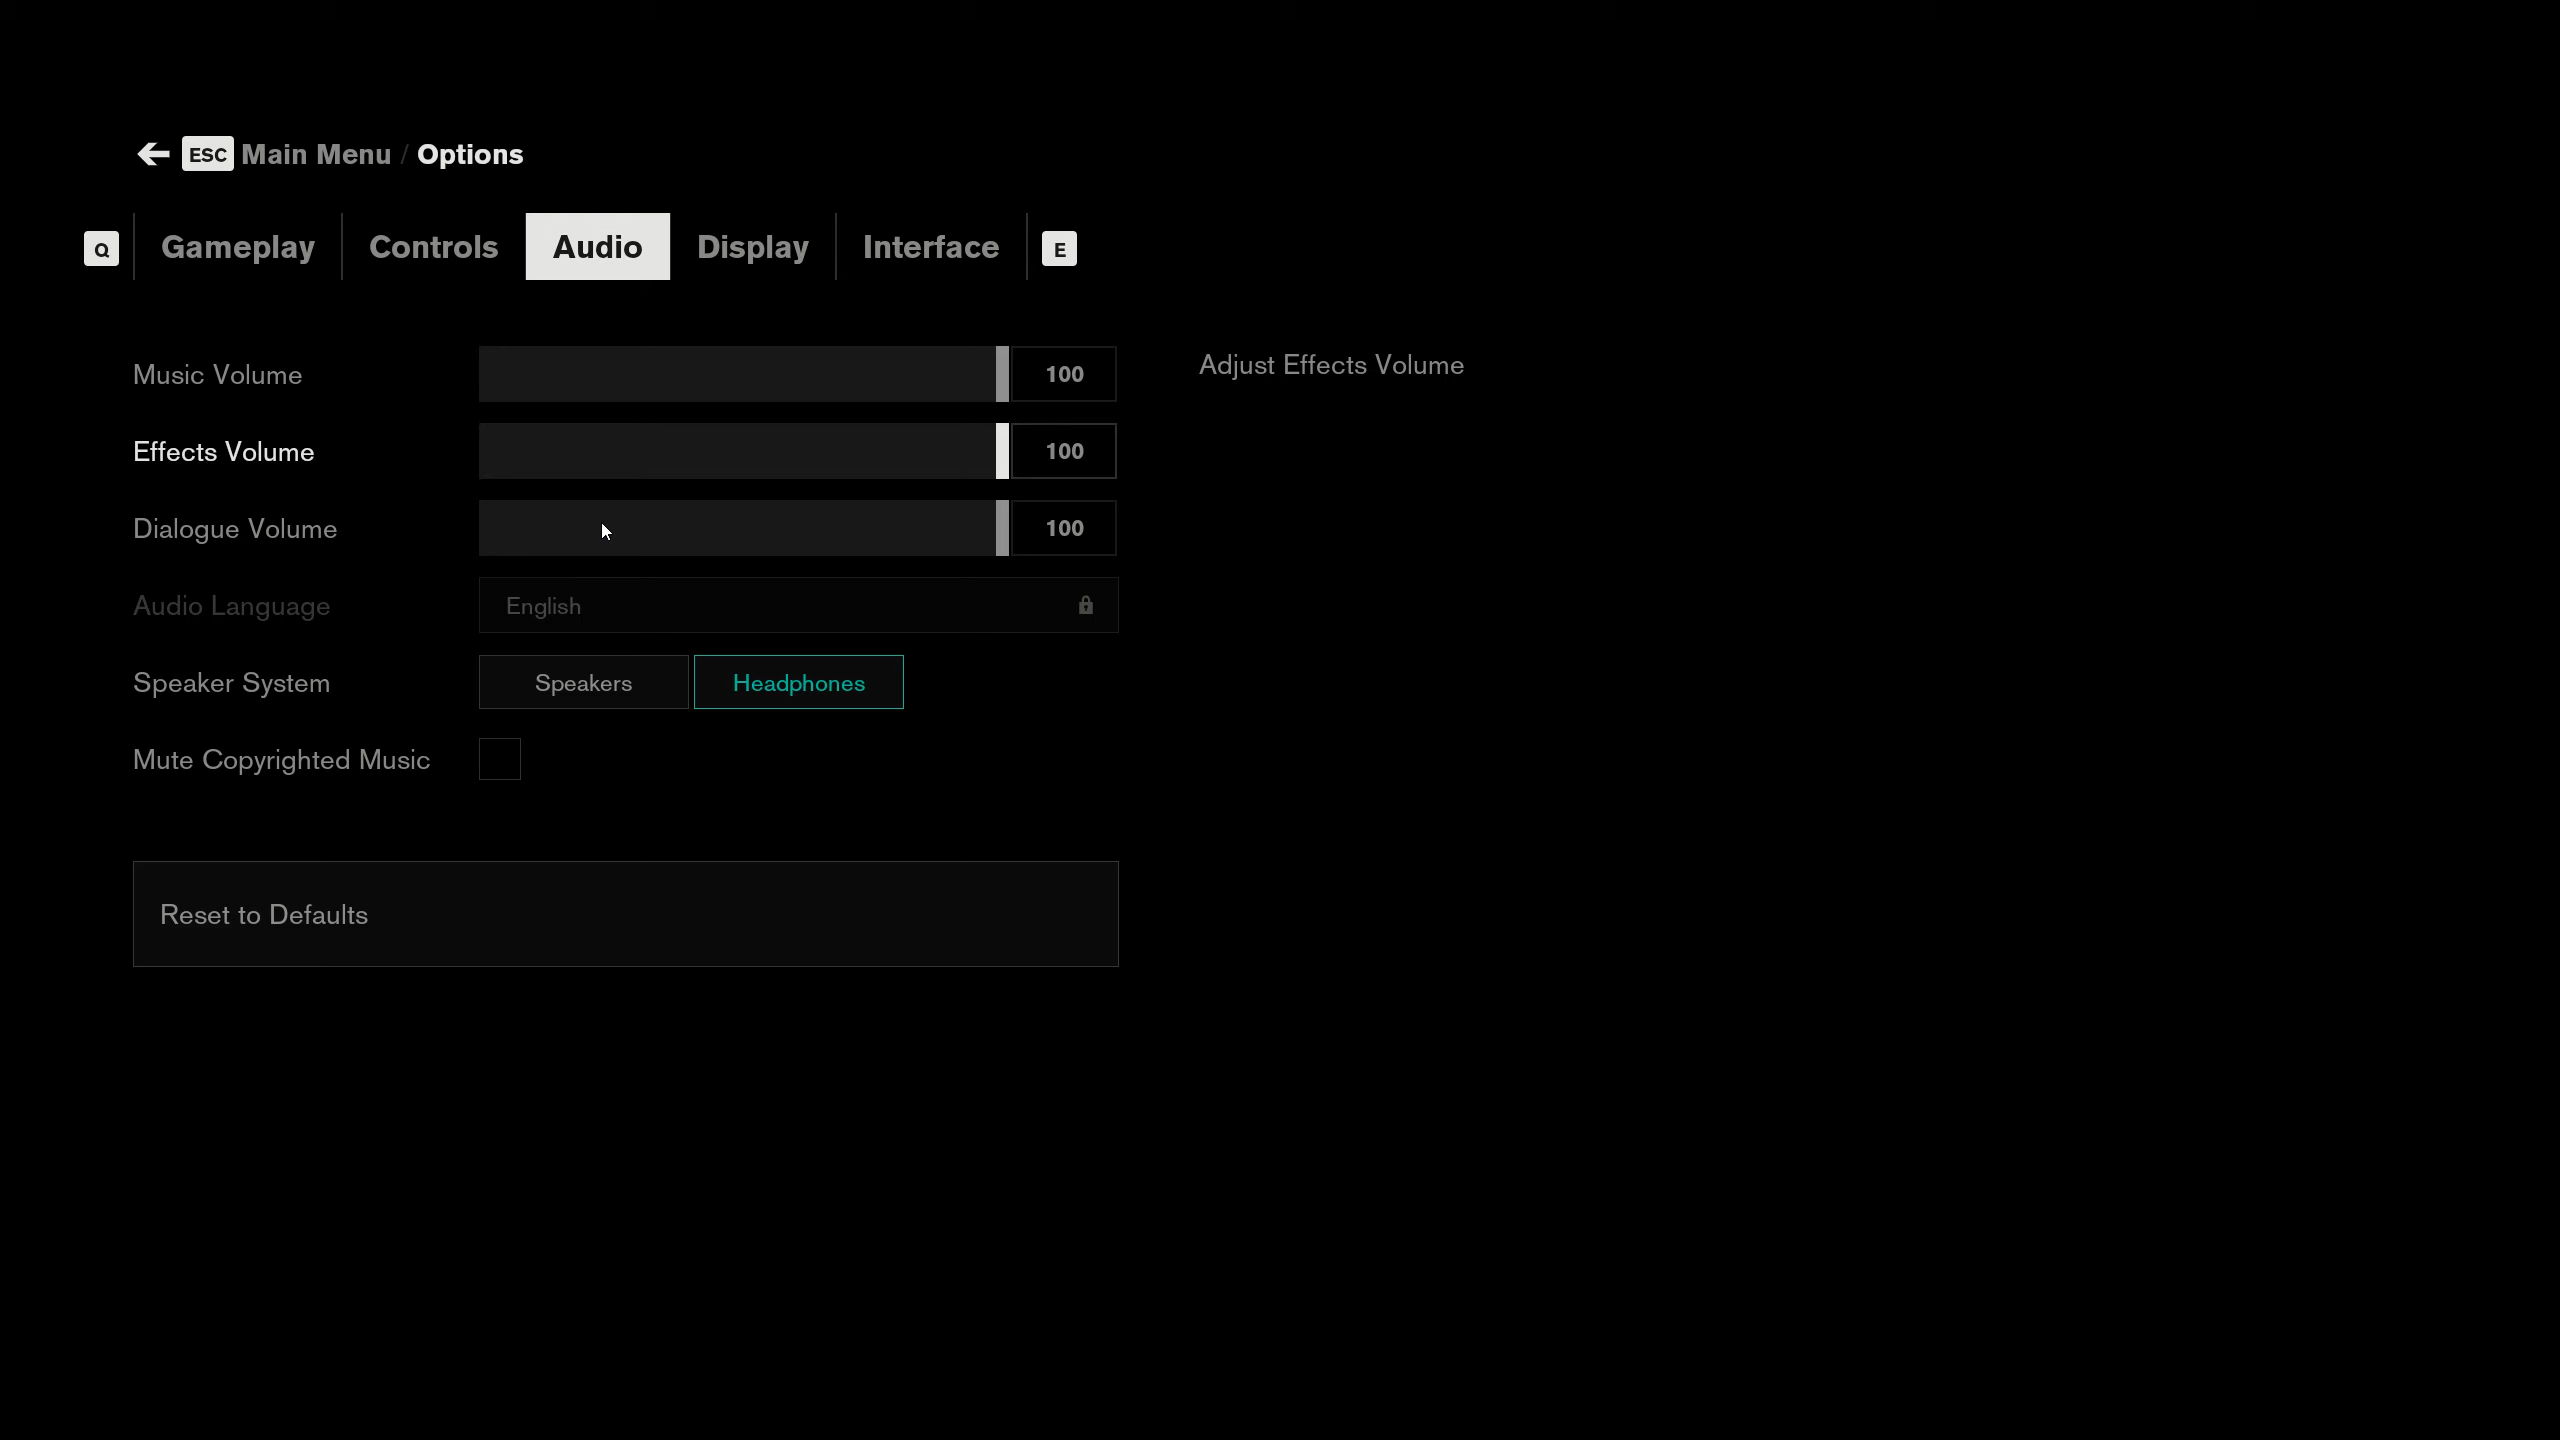 ESC Main Menu / Options
Q Gameplay Controls Audio Display Interface E
Music Volume 100 Adjust Effects Volume
Effects Volume 100
Dialogue Volume 100
Audio Language English
Speaker System Speakers Headphones
Mute Copyrighted Music
Reset to Defaults